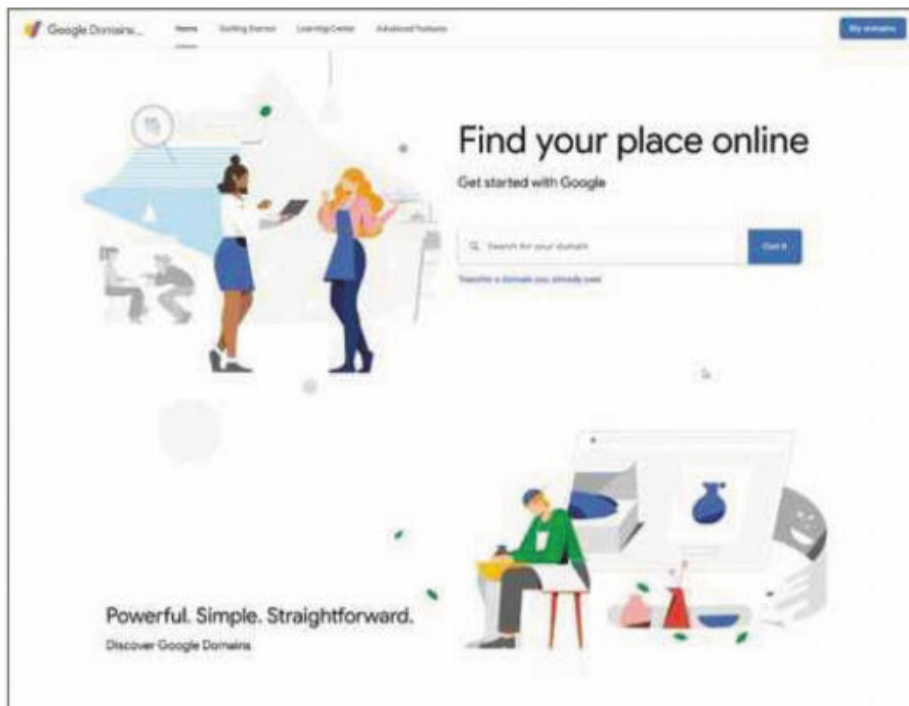 Google Domains
Home Getting Started Learning Center Advanced Features
My domains
Find your place online
Get started with Google
Search for your domain
Get it
Transfer a domain you already own
Powerful. Simple. Straightforward.
Discover Google Domains